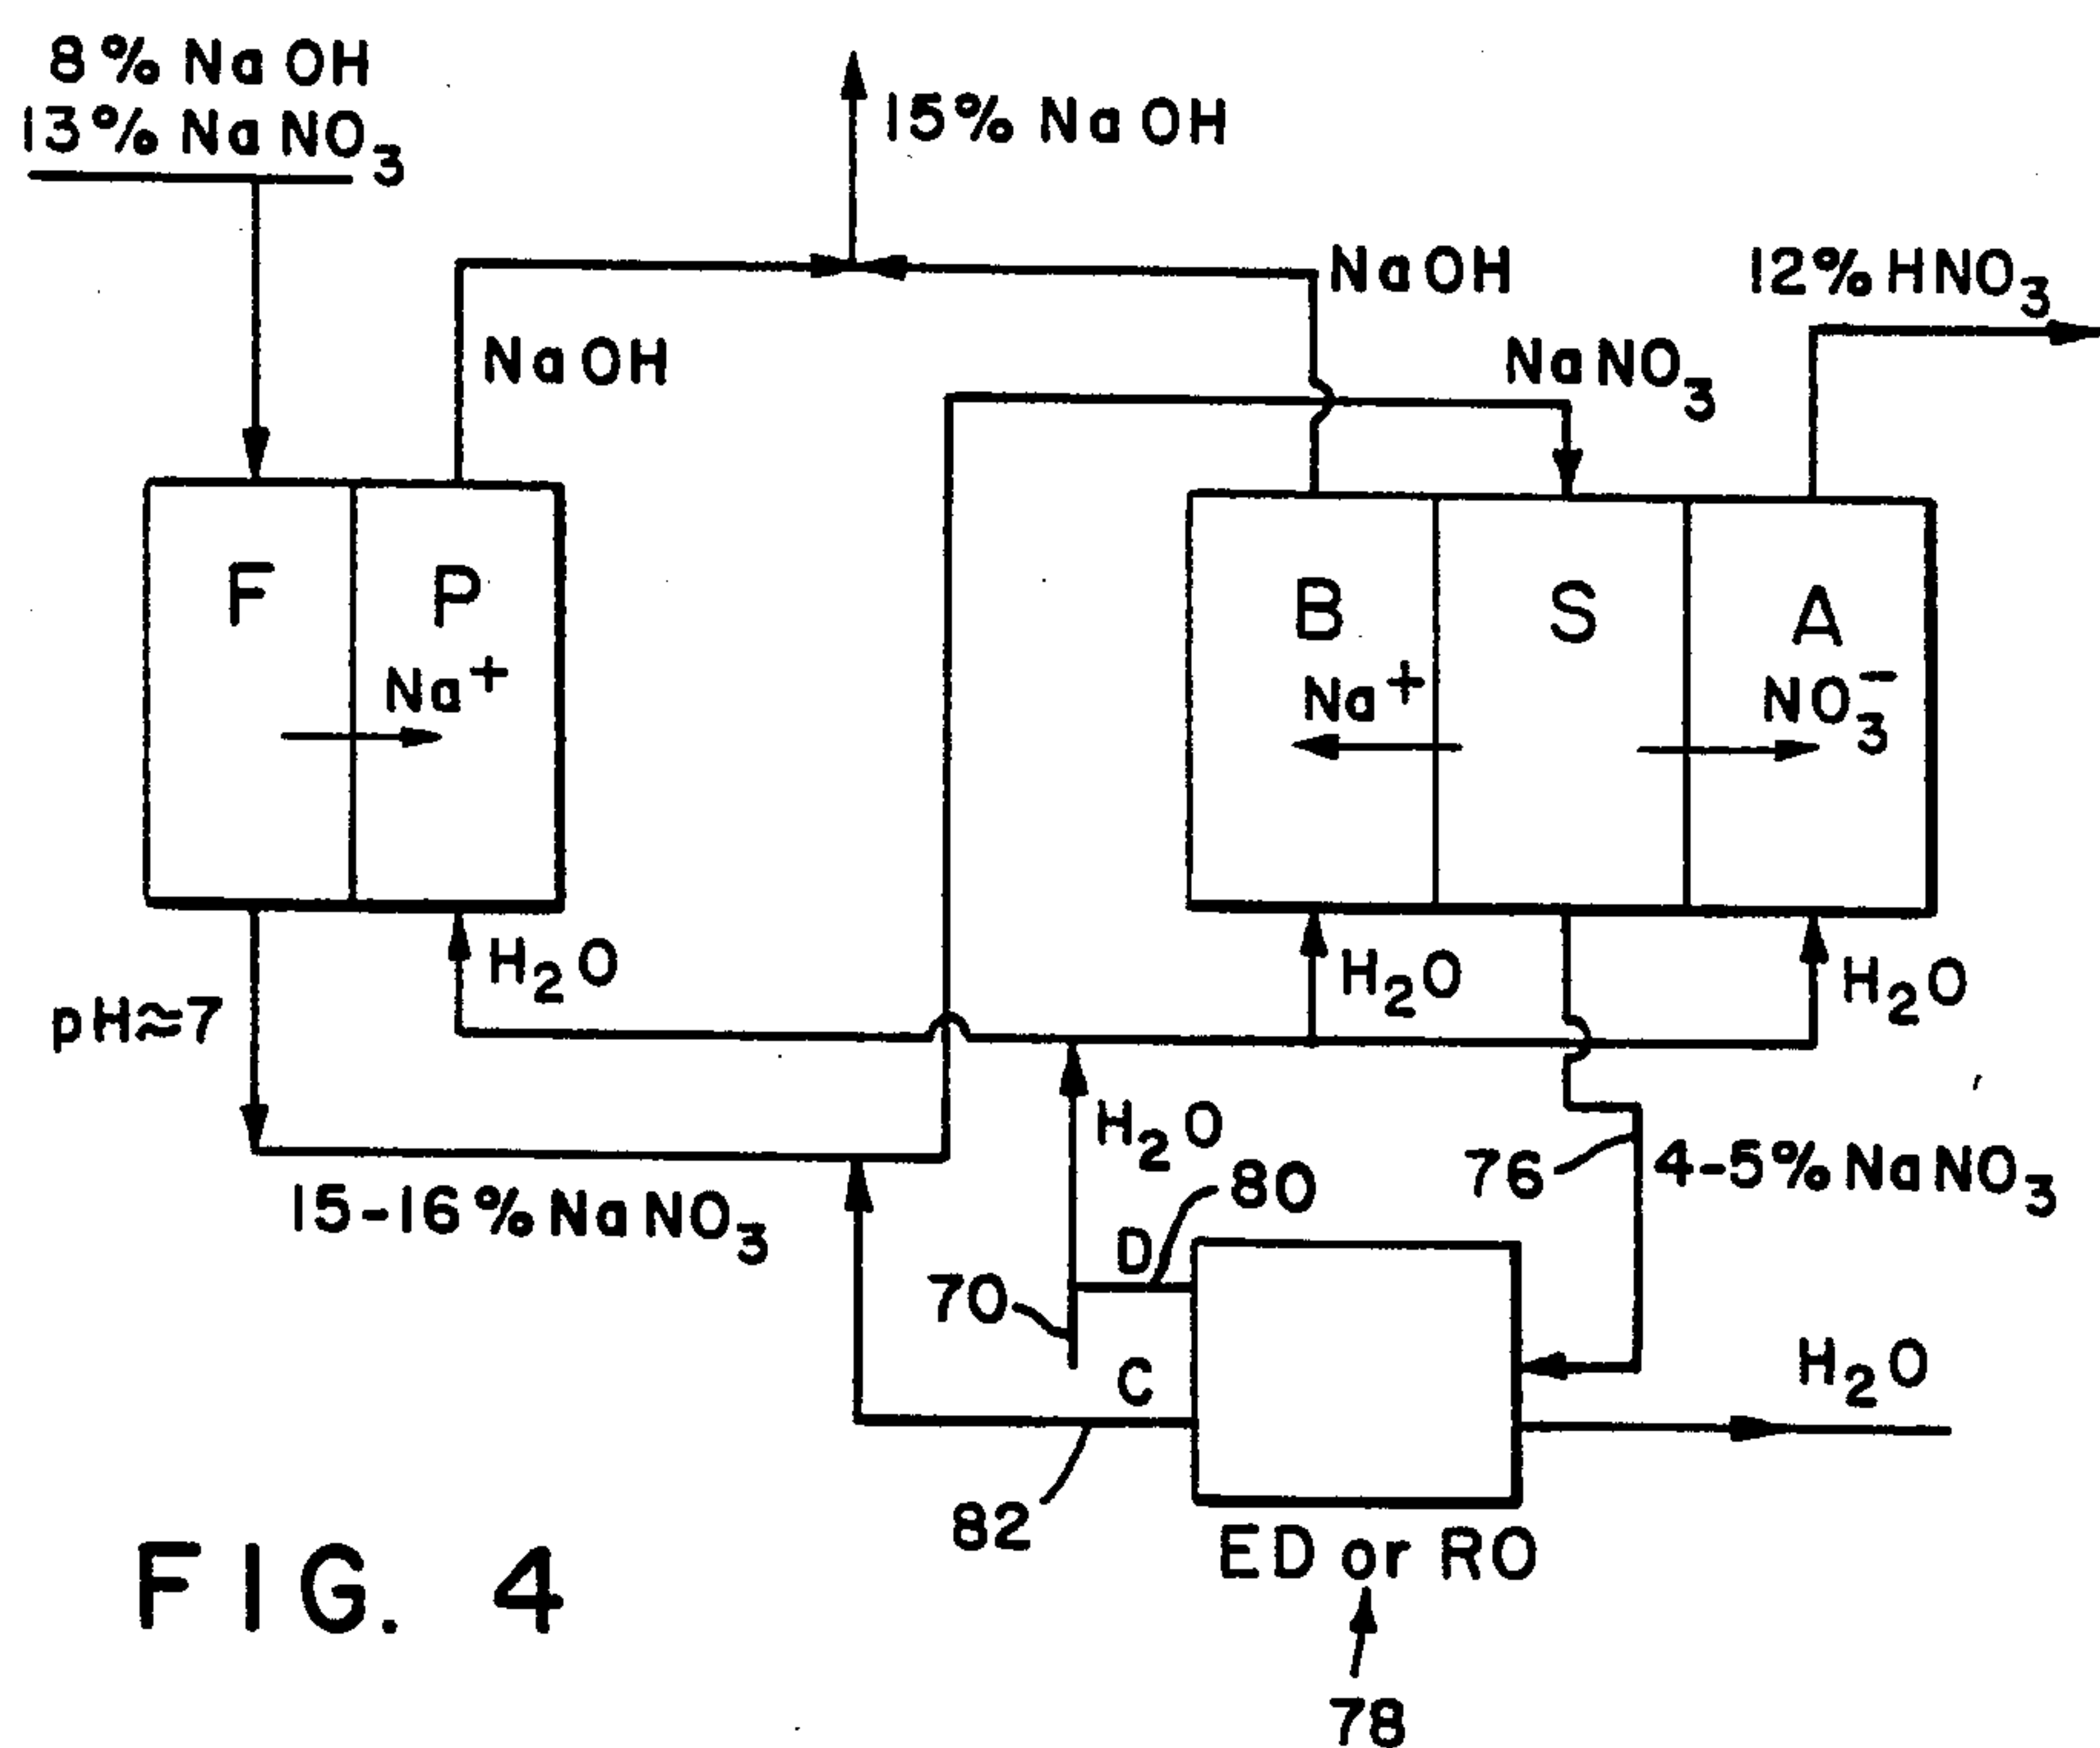 8% NaOH
13% NaNO3
15% NaOH
NaOH
12% HNO3
NaOH
NaNO3
F
P
B
S
A
Na+
Na+
NO3−
H2O
H2O
H2O
pH≈7
H2O
76
4-5% NaNO3
15-16% NaNO3
80
D
70
C
H2O
82
ED or RO
FIG. 4
78